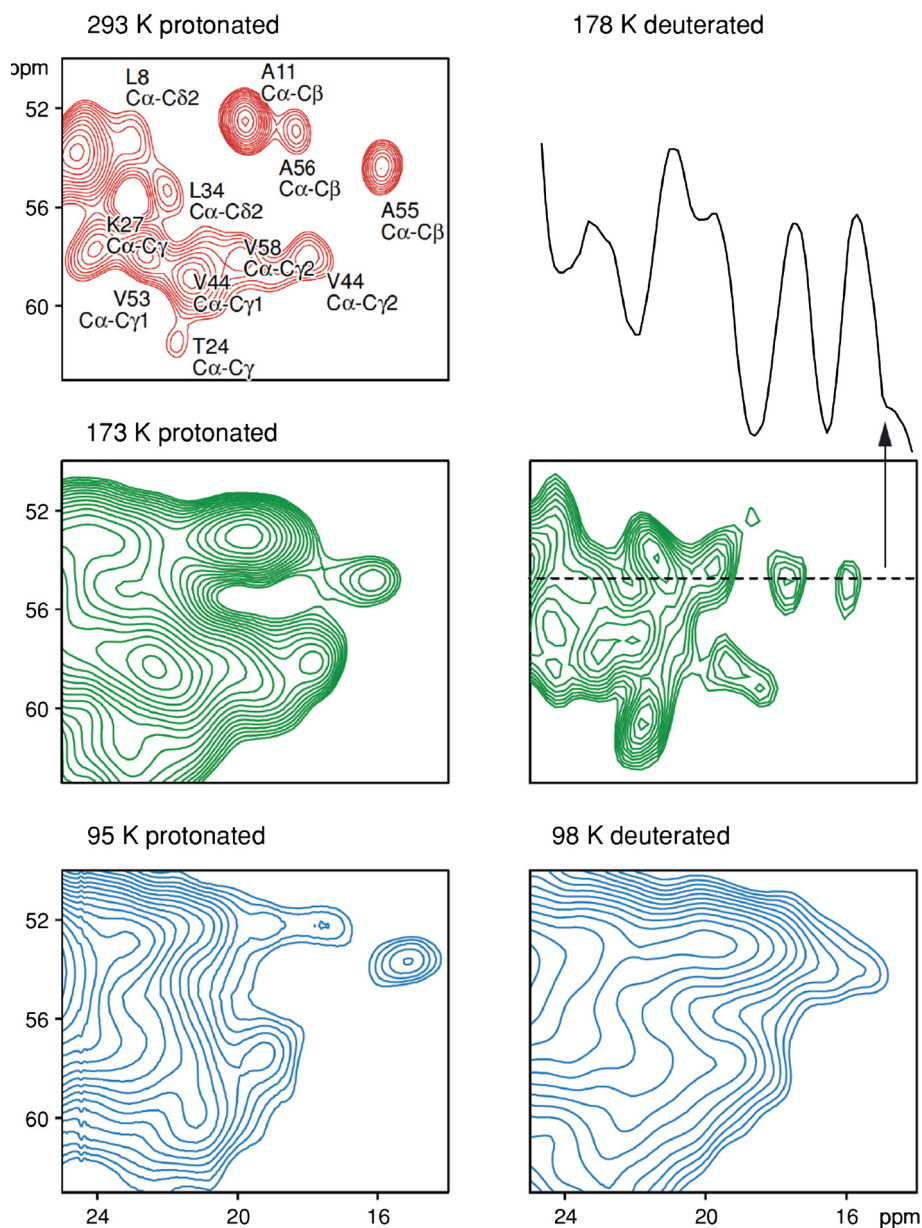 293 K protonated
178 K deuterated
ppm
52
56
60
L8
Cα-Cδ2
A11
Cα-Cβ
A56
Cα-Cβ
A55
Cα-Cβ
L34
Cα-Cδ2
K27
Cα-Cγ
V58
Cα-Cγ2
V44
Cα-Cγ1
V44
Cα-Cγ2
V53
Cα-Cγ1
T24
Cα-Cγ
173 K protonated
52
56
60
95 K protonated
98 K deuterated
52
56
60
24
20
16
24
20
16
ppm